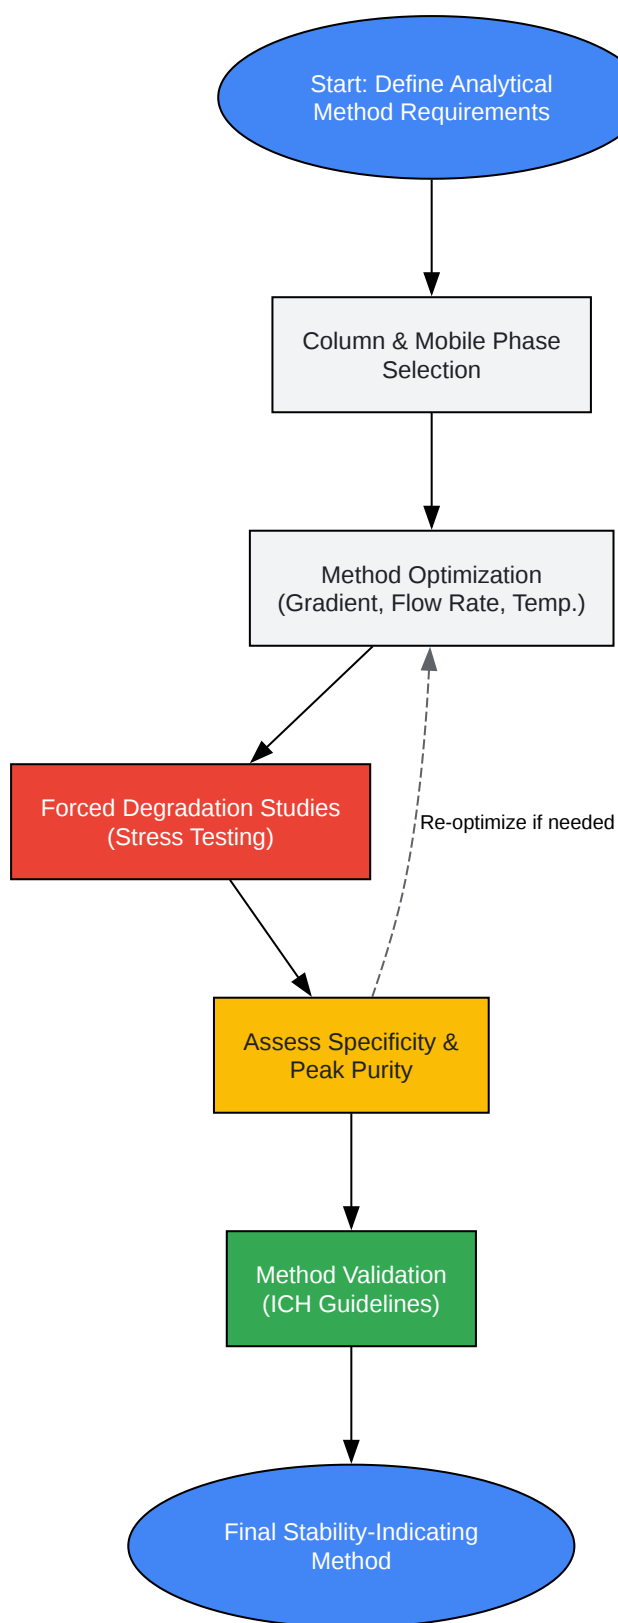 Start: Define Analytical
Method Requirements
Column & Mobile Phase
Selection
Method Optimization
(Gradient, Flow Rate, Temp.)
Forced Degradation Studies
(Stress Testing)
Re-optimize if needed
Assess Specificity &
Peak Purity
Method Validation
(ICH Guidelines)
Final Stability-Indicating
Method